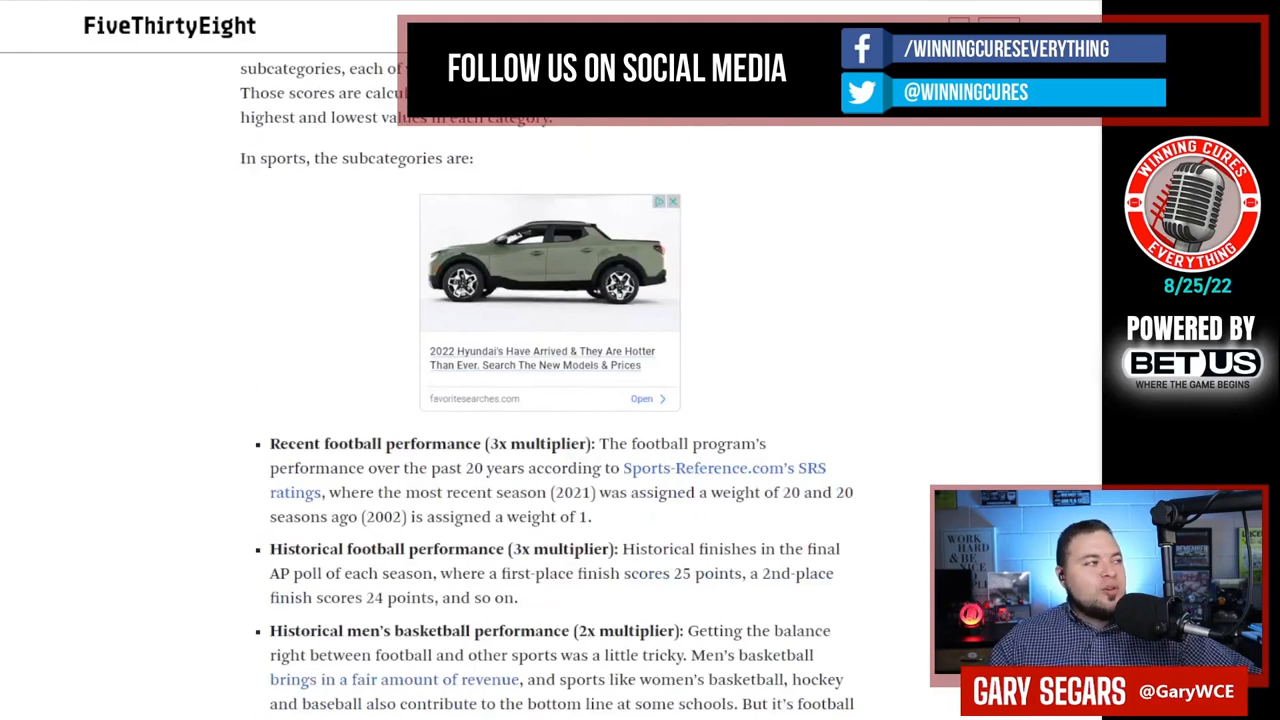 FiveThirtyEight
FOLLOW US ON SOCIAL MEDIA
f /WINNINGCURESEVERYTHING
@WINNINGCURES
subcategories, each of
Those scores are calcu
highest and lowest values in each category.
In sports, the subcategories are:
2022 Hyundai's Have Arrived & They Are Hotter
Than Ever. Search The New Models & Prices
favoritesearches.com
Open
▪ Recent football performance (3x multiplier): The football program's
performance over the past 20 years according to Sports-Reference.com's SRS
ratings, where the most recent season (2021) was assigned a weight of 20 and 20
seasons ago (2002) is assigned a weight of 1.
▪ Historical football performance (3x multiplier): Historical finishes in the final
AP poll of each season, where a first-place finish scores 25 points, a 2nd-place
finish scores 24 points, and so on.
▪ Historical men's basketball performance (2x multiplier): Getting the balance
right between football and other sports was a little tricky. Men's basketball
brings in a fair amount of revenue, and sports like women's basketball, hockey
and baseball also contribute to the bottom line at some schools. But it's football
WINNING CURES
EVERYTHING
8/25/22
POWERED BY
BETUS
WHERE THE GAME BEGINS
WORK
HARD
& BE
NICE
GARY SEGARS @GaryWCE